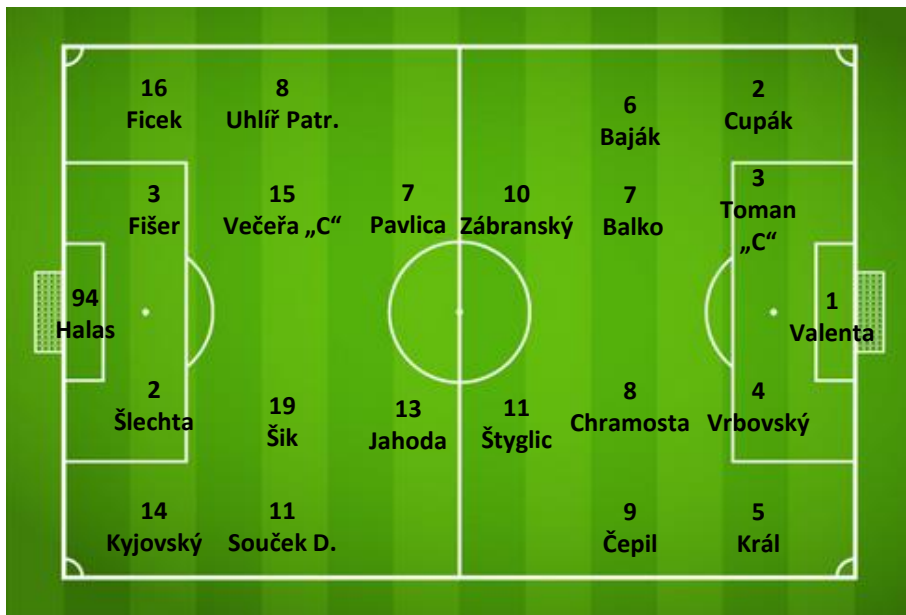 16
Ficek
8
Uhlíř Patr.
6
Baják
2
Cupák
3
Fišer
15
Večeřa „C“
7
Pavlica
10
Zábranský
7
Balko
3
Toman
„C“
94
Halas
1
Valenta
2
Šlechta
19
Šik
13
Jahoda
11
Štyglic
8
Chramosta
4
Vrbovský
14
Kyjovský
11
Souček D.
9
Čepil
5
Král